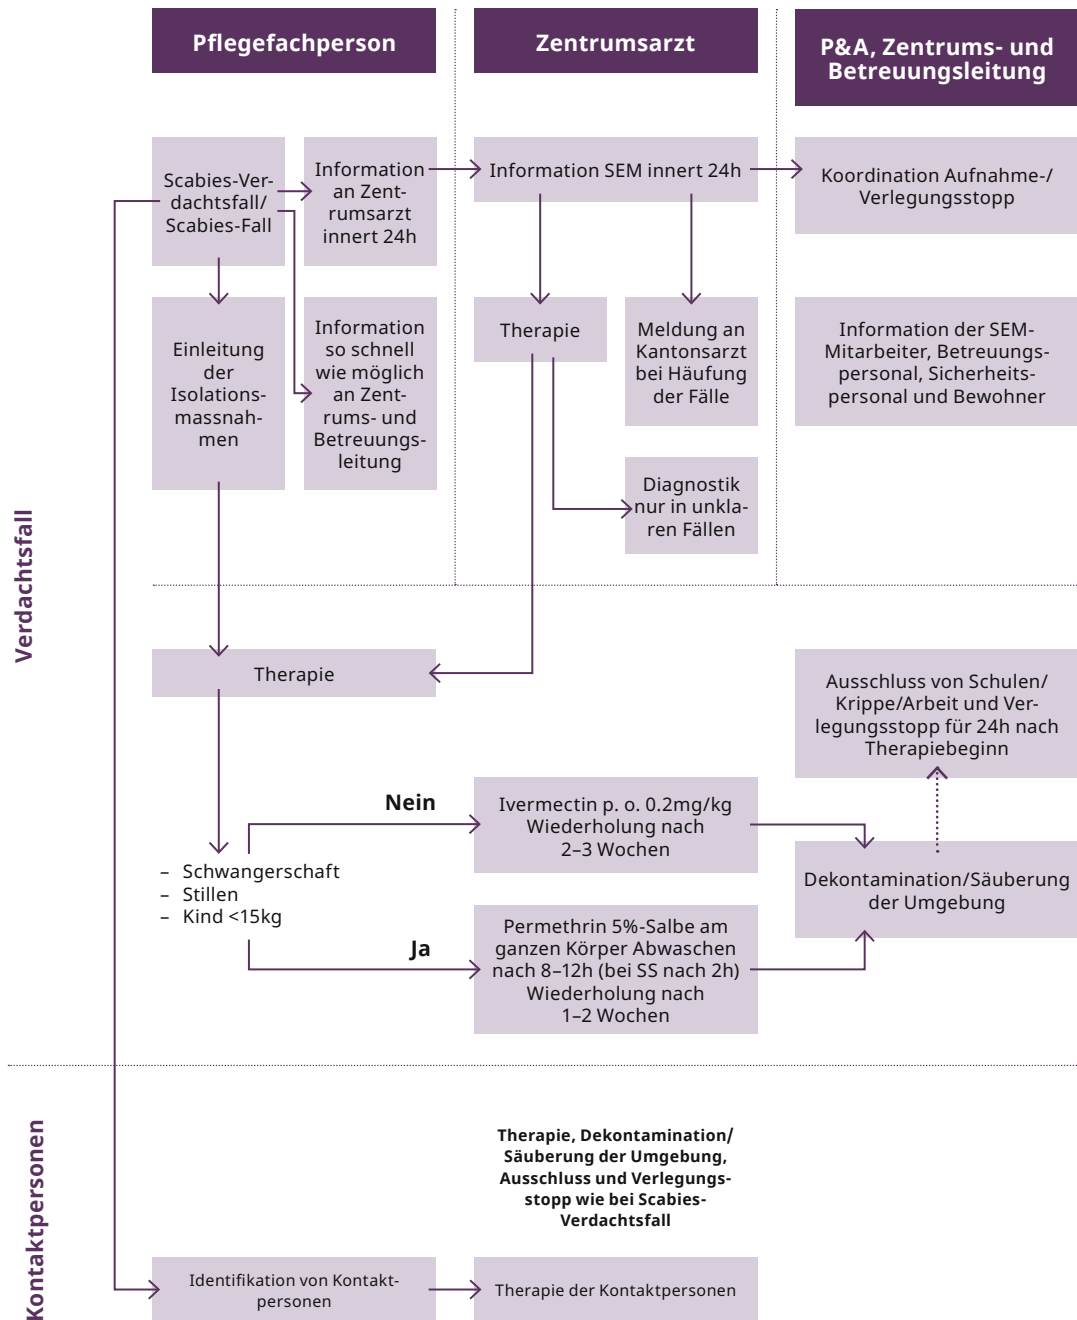 Pflegefachperson
Zentrumsarzt
P&A, Zentrums- und
Betreuungsleitung
Verdachtsfall
Scabies-Ver-
dachtsfall/
Scabies-Fall
Information
an Zent-
rumsarzt
innert 24h
Information SEM innert 24h
Koordination Aufnahme-/
Verlegungsstopp
Einleitung
der
Isolations-
massnah-
men
Information
so schnell
wie möglich
an Zent-
rums- und
Betreuungs-
leitung
Therapie
Meldung an
Kantonsarzt
bei Häufung
der Fälle
Information der SEM-
Mitarbeiter, Betreuungs-
personal, Sicherheits-
personal und Bewohner
Diagnostik
nur in unkla-
ren Fällen
Therapie
Ausschluss von Schulen/
Krippe/Arbeit und Ver-
legungsstopp für 24h nach
Therapiebeginn
– Schwangerschaft
– Stillen
– Kind <15kg
Nein
Ivermectin p. o. 0.2mg/kg
Wiederholung nach
2–3 Wochen
Ja
Permethrin 5%-Salbe am
ganzen Körper Abwaschen
nach 8–12h (bei SS nach 2h)
Wiederholung nach
1–2 Wochen
Dekontamination/Säuberung
der Umgebung
Kontaktpersonen
Therapie, Dekontamination/
Säuberung der Umgebung,
Ausschluss und Verlegungs-
stopp wie bei Scabies-
Verdachtsfall
Identifikation von Kontakt-
personen
Therapie der Kontaktpersonen